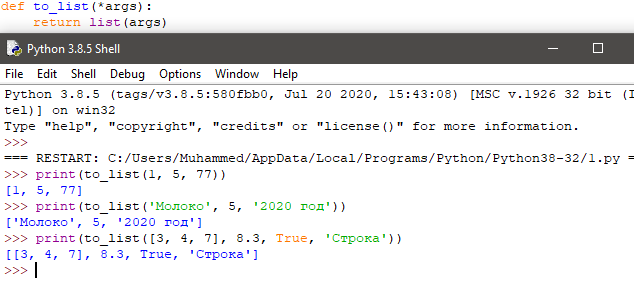 def to_list(*args):
    return list(args)
Python 3.8.5 Shell
File Edit Shell Debug Options Window Help
Python 3.8.5 (tags/v3.8.5:580fbb0, Jul 20 2020, 15:43:08) [MSC v.1926 32 bit (I
tel)] on win32
Type "help", "copyright", "credits" or "license()" for more information.
>>>
=== RESTART: C:/Users/Muhammed/AppData/Local/Programs/Python/Python38-32/1.py =
>>> print(to_list(1, 5, 77))
[1, 5, 77]
>>> print(to_list('Молоко', 5, '2020 год'))
['Молоко', 5, '2020 год']
>>> print(to_list([3, 4, 7], 8.3, True, 'Строка'))
[[3, 4, 7], 8.3, True, 'Строка']
>>>